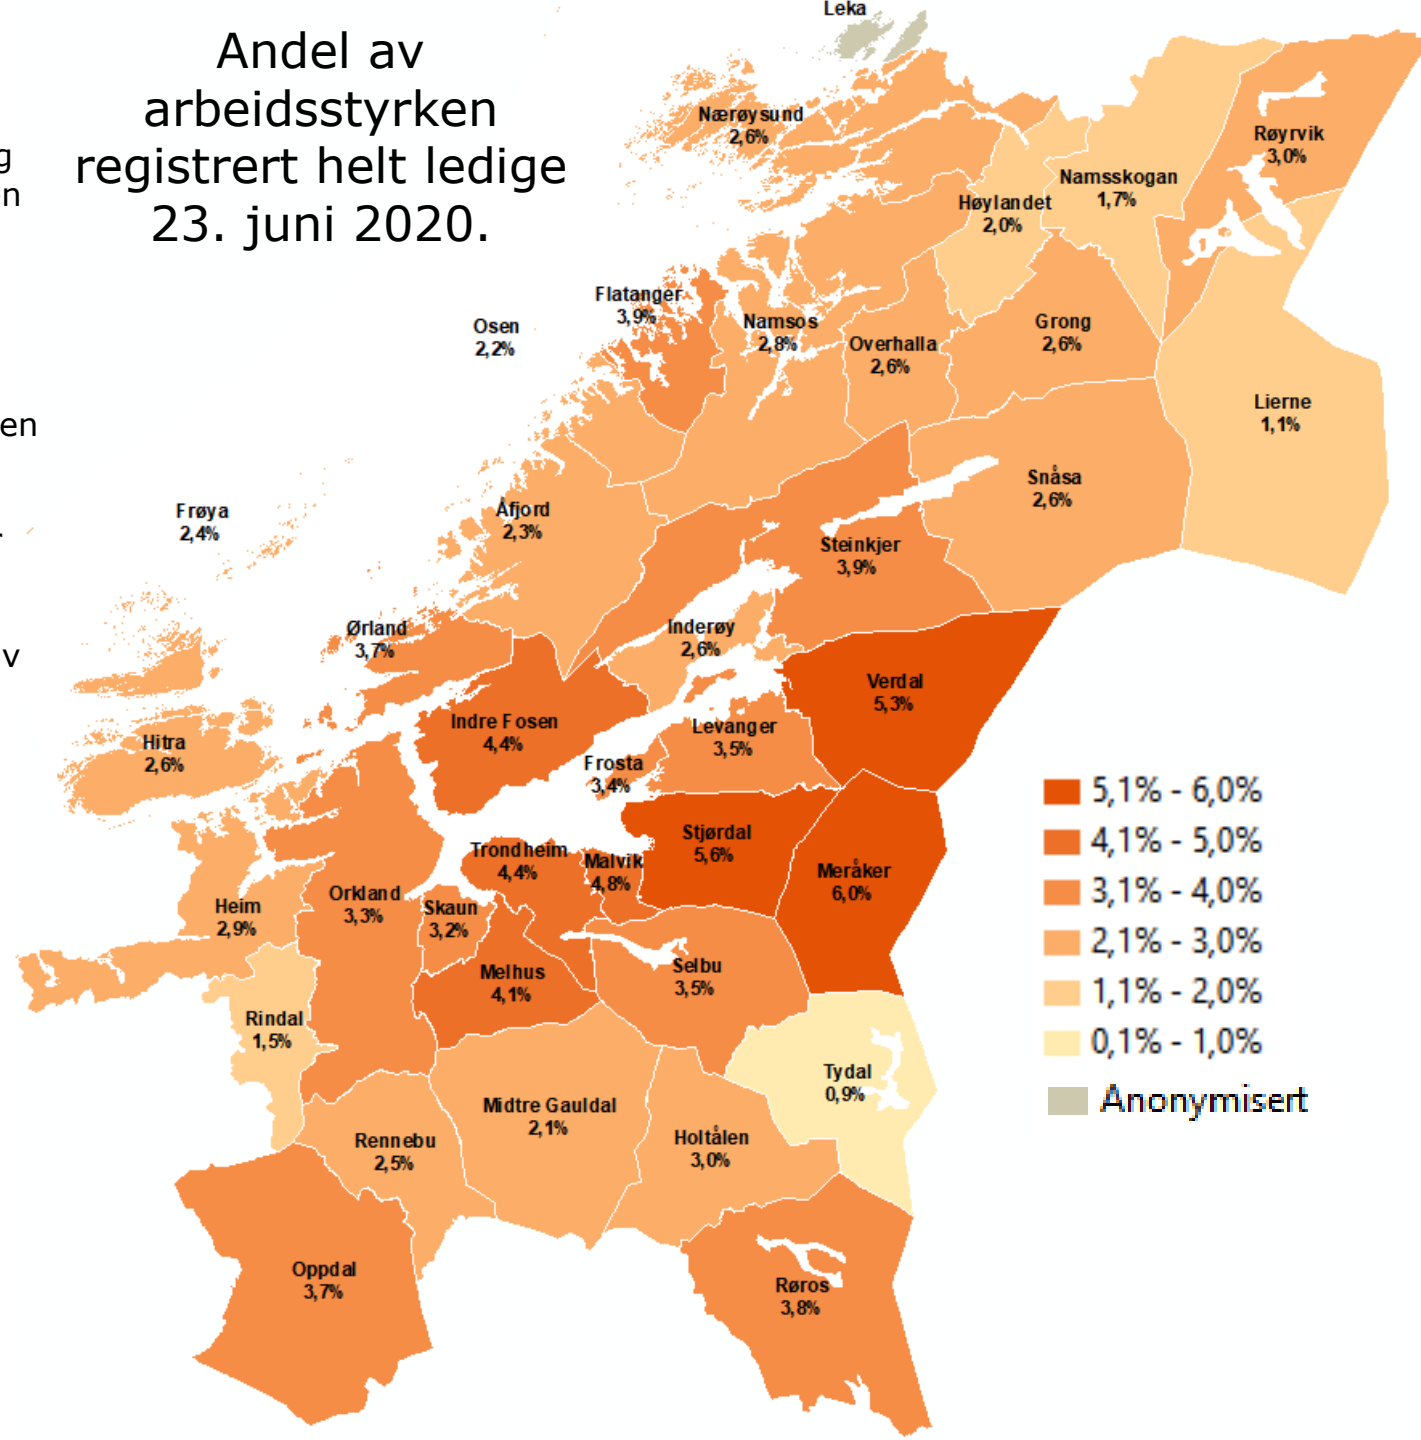 Andel av
arbeidsstyrken
registrert helt ledige
23. juni 2020.
g
n
en
.
v
Leka
Nærøysund
2,6%
Røyrvik
3,0%
Namsskogan
1,7%
Høylandet
2,0%
Flatanger
3,9%
Osen
2,2%
Namsos
2,8%
Overhalla
2,6%
Grong
2,6%
Lierne
1,1%
Snåsa
2,6%
Frøya
2,4%
Åfjord
2,3%
Steinkjer
3,9%
Ørland
3,7%
Inderøy
2,6%
Verdal
5,3%
Indre Fosen
4,4%
Levanger
3,5%
Hitra
2,6%
Frosta
3,4%
Stjørdal
5,6%
Trondheim
4,4%
Malvik
4,8%
Meråker
6,0%
Orkland
3,3%
Skaun
3,2%
Heim
2,9%
Melhus
4,1%
Selbu
3,5%
Rindal
1,5%
Tydal
0,9%
Midtre Gauldal
2,1%
Rennebu
2,5%
Holtålen
3,0%
Oppdal
3,7%
Røros
3,8%
5,1% - 6,0%
4,1% - 5,0%
3,1% - 4,0%
2,1% - 3,0%
1,1% - 2,0%
0,1% - 1,0%
Anonymisert